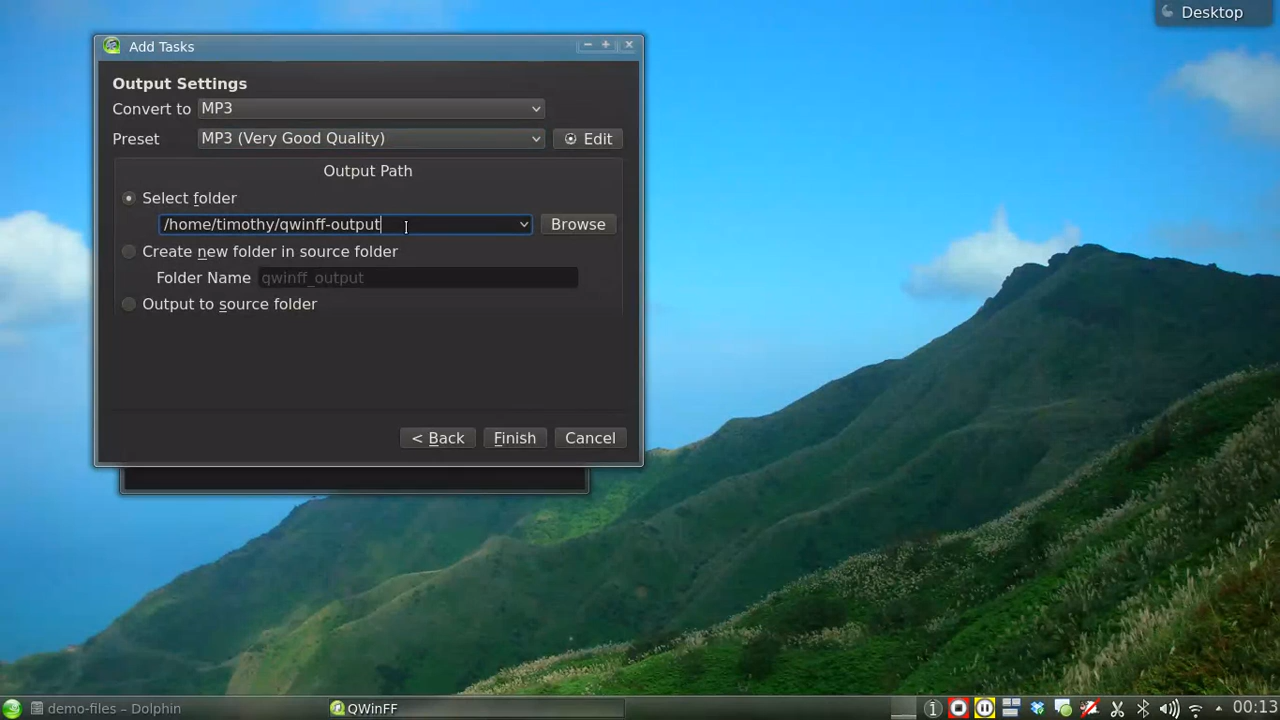 Desktop
Add Tasks
Output Settings
Convert to MP3
Preset MP3 (Very Good Quality) Edit
Output Path
Select folder
/home/timothy/qwinff-output Browse
Create new folder in source folder
Folder Name qwinff_output
Output to source folder
< Back Finish Cancel
demo-files – Dolphin QWinFF 00:13